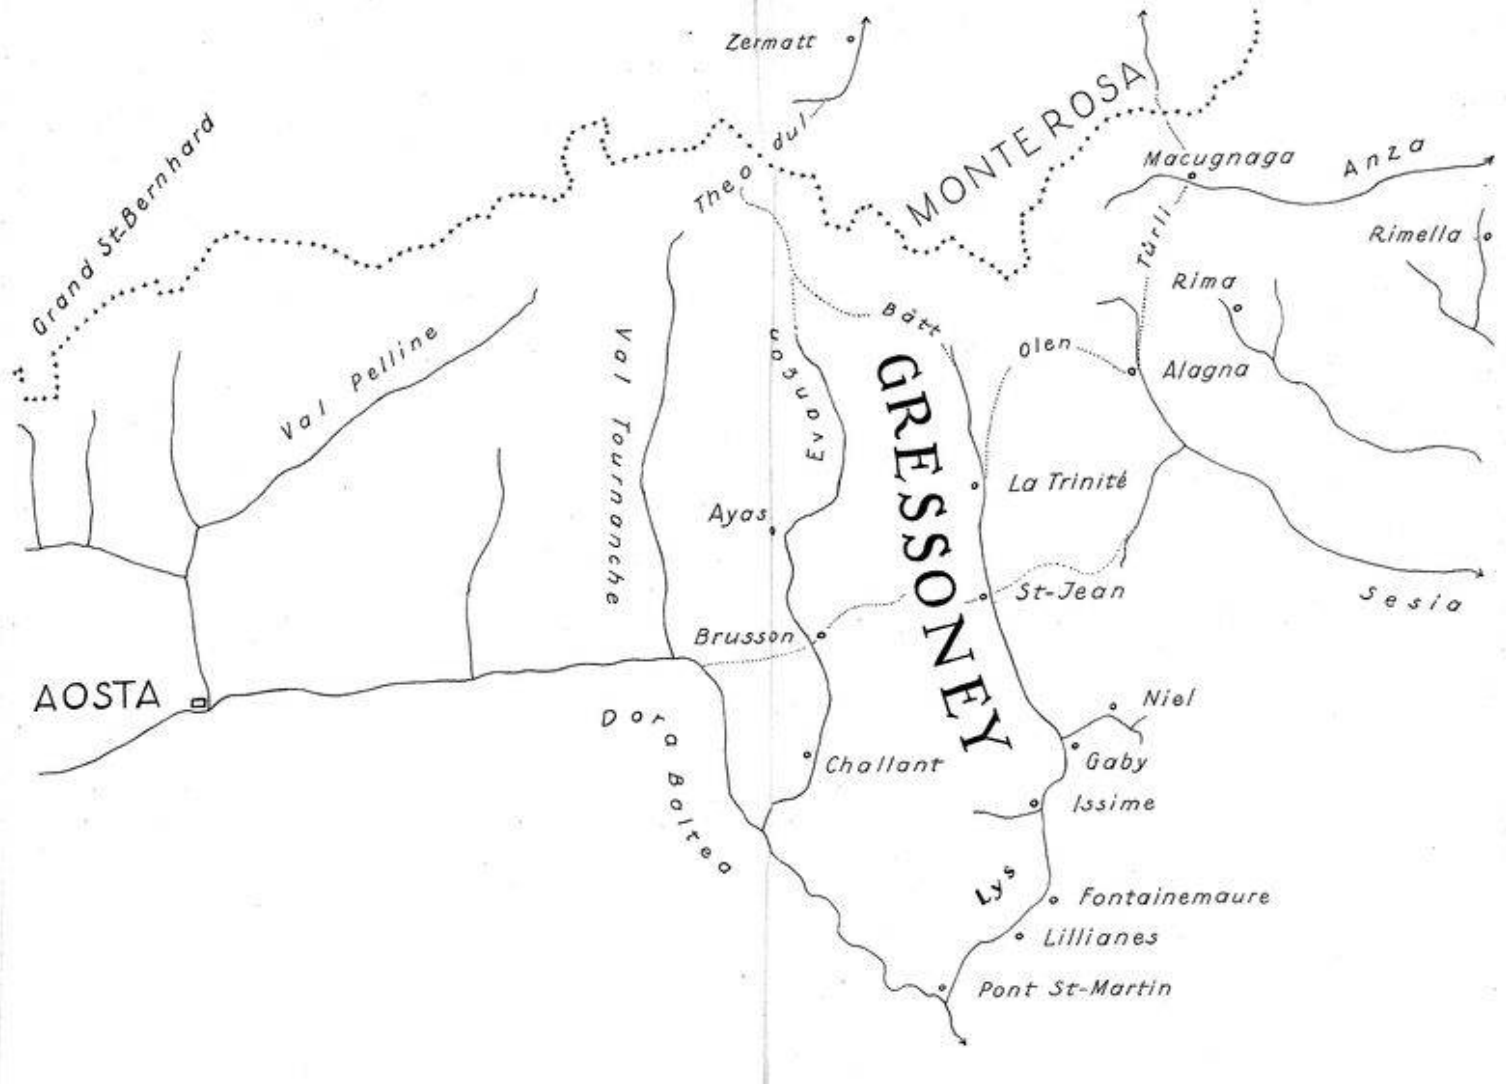 Zermatt
Grand St-Bernhard
Theodul
MONTE ROSA
Macugnaga
Anza
Türli
Rimella
Rima
Val Pelline
Val Tournanche
Evançon
Bätt
GRESSONEY
Olen
Alagna
La Trinité
Ayas
St-Jean
Sesia
Brusson
AOSTA
Dora Baltea
Niel
Challant
Gaby
Issime
Lys
Fontainemaure
Lillianes
Pont St-Martin